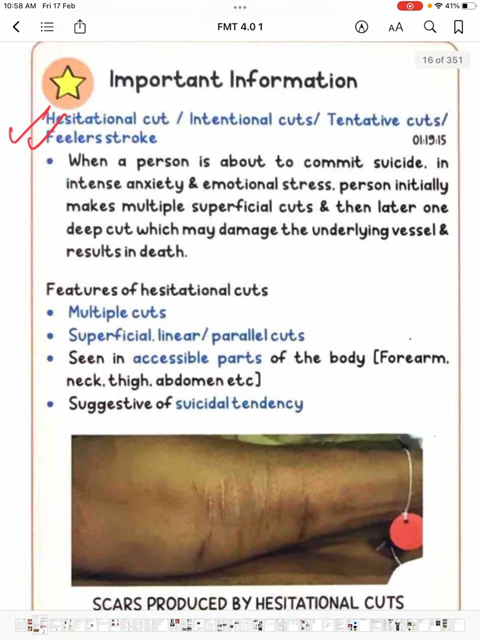 10:58 AM Fri 17 Feb
41%
FMT 4.0 1
AA
16 of 351
Important Information
Hesitational cut / Intentional cuts/ Tentative cuts/
Feelers stroke
01:19:15
• When a person is about to commit suicide, in
intense anxiety & emotional stress, person initially
makes multiple superficial cuts & then later one
deep cut which may damage the underlying vessel &
results in death.
Features of hesitational cuts
• Multiple cuts
• Superficial, linear/ parallel cuts
• Seen in accessible parts of the body [Forearm,
neck, thigh, abdomen etc]
• Suggestive of suicidal tendency
SCARS PRODUCED BY HESITATIONAL CUTS